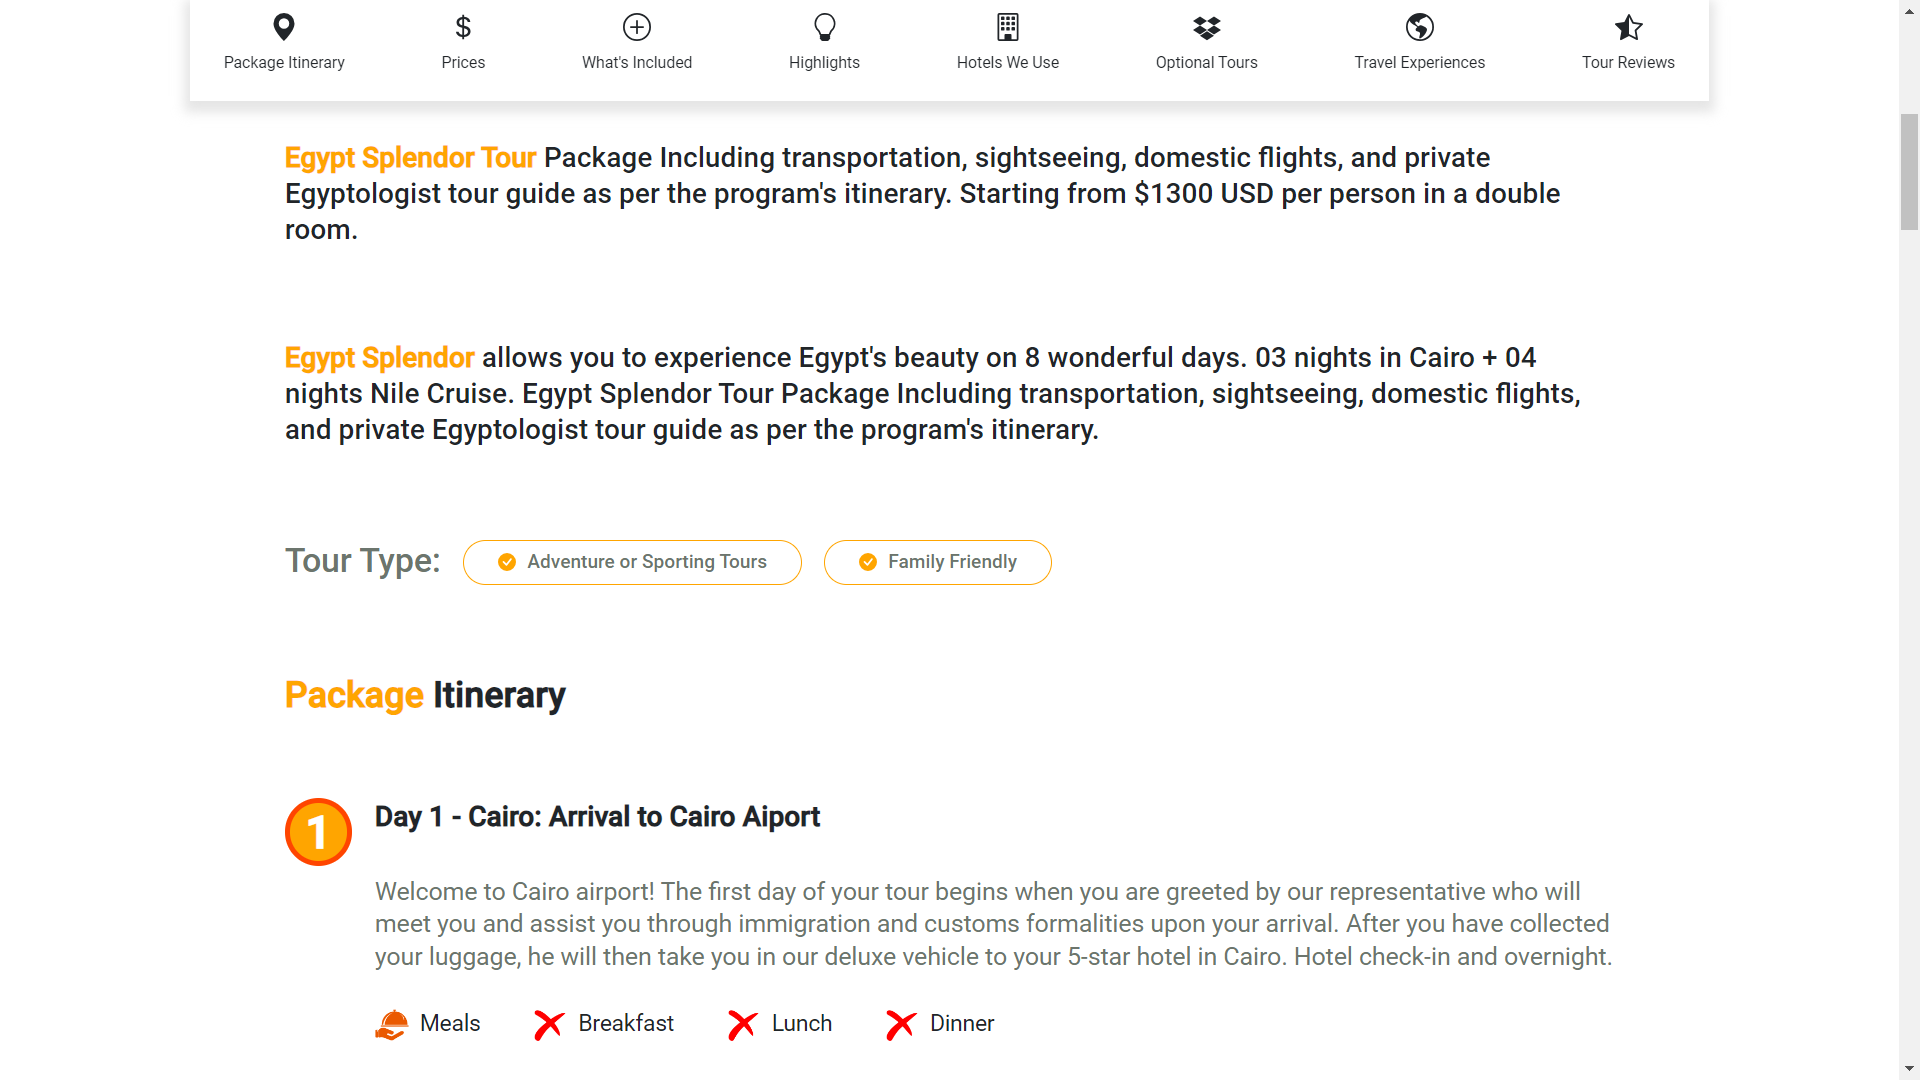 Package Itinerary
Prices
What's Included
Highlights
Hotels We Use
Optional Tours
Travel Experiences
Tour Reviews
Egypt Splendor Tour Package Including transportation, sightseeing, domestic flights, and private
Egyptologist tour guide as per the program's itinerary. Starting from $1300 USD per person in a double
room.
Egypt Splendor allows you to experience Egypt's beauty on 8 wonderful days. 03 nights in Cairo + 04
nights Nile Cruise. Egypt Splendor Tour Package Including transportation, sightseeing, domestic flights,
and private Egyptologist tour guide as per the program's itinerary.
Tour Type:
Adventure or Sporting Tours
Family Friendly
Package Itinerary
1
Day 1 - Cairo: Arrival to Cairo Aiport
Welcome to Cairo airport! The first day of your tour begins when you are greeted by our representative who will
meet you and assist you through immigration and customs formalities upon your arrival. After you have collected
your luggage, he will then take you in our deluxe vehicle to your 5-star hotel in Cairo. Hotel check-in and overnight.
Meals
Breakfast
Lunch
Dinner